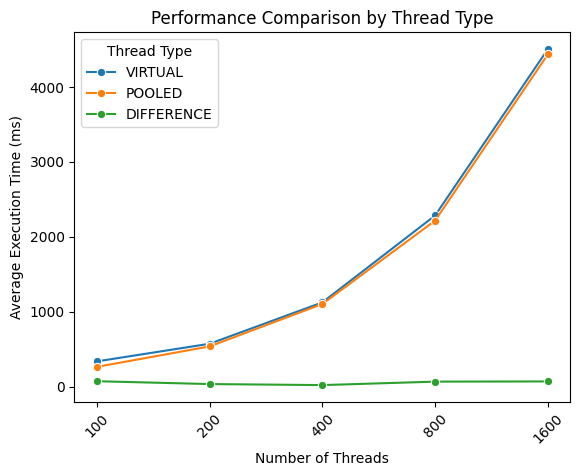 Performance Comparison by Thread Type
Thread Type
VIRTUAL
POOLED
DIFFERENCE
Average Execution Time (ms)
4000
3000
2000
1000
0
100
200
400
800
1600
Number of Threads